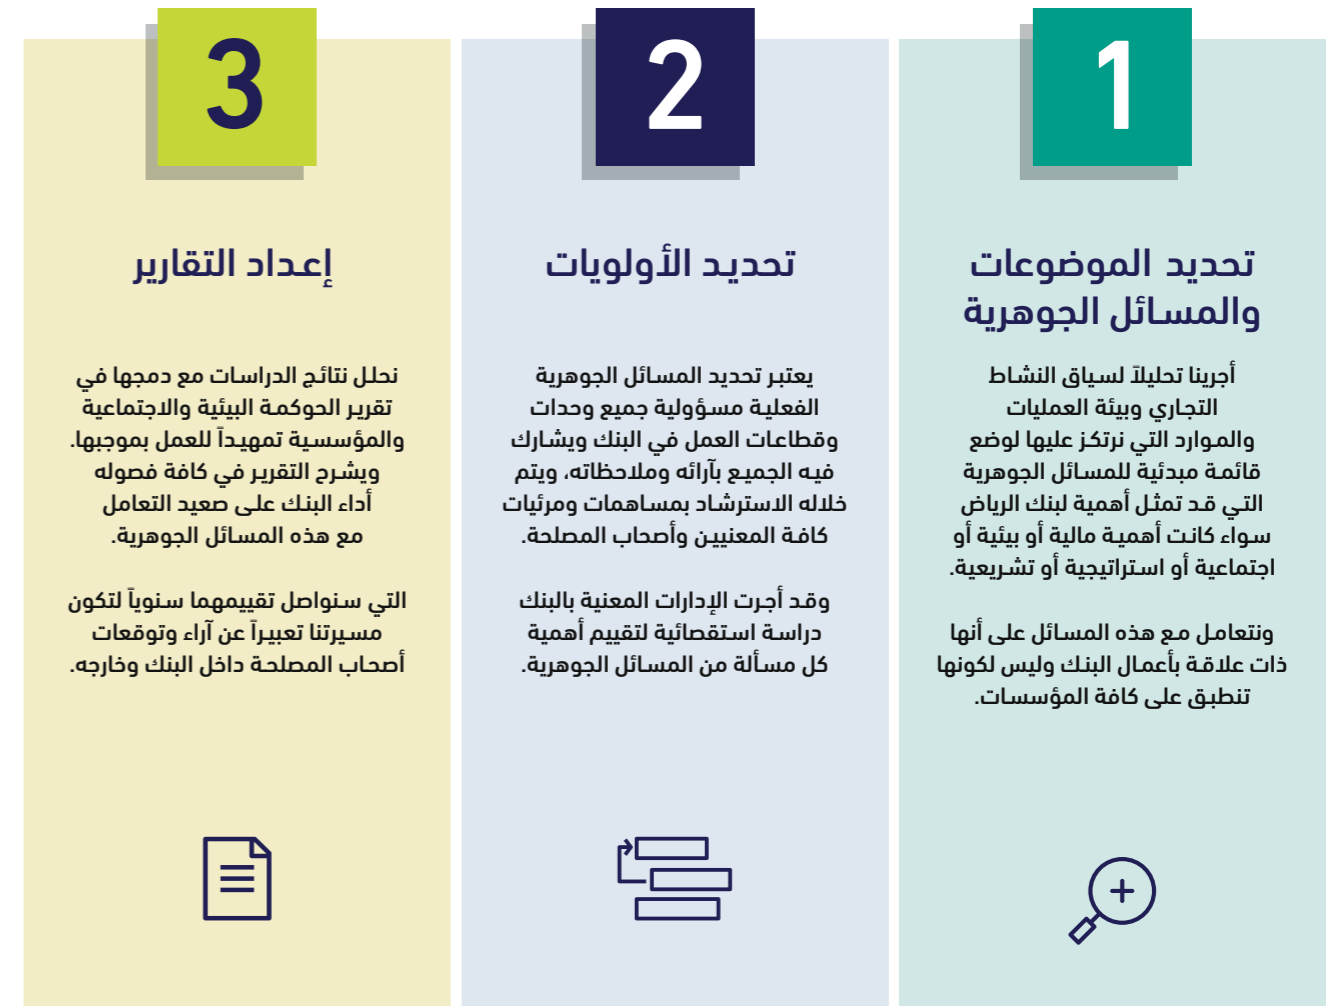 1
تحديد الموضوعات
والمسائل الجوهرية
أجرينا تحليلاً لسياق النشاط
التجاري وبيئة العمليات
والموارد التي نرتكز عليها لوضع
قائمة مبدئية للمسائل الجوهرية
التي قد تمثل أهمية لبنك الرياض
سواء كانت أهمية مالية أو بيئية أو
اجتماعية أو استراتيجية أو تشريعية.
ونتعامل مع هذه المسائل على أنها
ذات علاقة بأعمال البنك وليس لكونها
تنطبق على كافة المؤسسات.
2
تحديد الأولويات
يعتبر تحديد المسائل الجوهرية
الفعلية مسؤولية جميع وحدات
وقطاعات العمل في البنك ويشارك
فيه الجميع بآرائه وملاحظاته، ويتم
خلاله الاسترشاد بمساهمات ومرئيات
كافة المعنيين وأصحاب المصلحة.
وقد أجرت الإدارات المعنية بالبنك
دراسة استقصائية لتقييم أهمية
كل مسألة من المسائل الجوهرية.
3
إعداد التقارير
نحلل نتائج الدراسات مع دمجها في
تقرير الحوكمة البيئية والاجتماعية
والمؤسسية تمهيداً للعمل بموجبها.
ويشرح التقرير في كافة فصوله
أداء البنك على صعيد التعامل
مع هذه المسائل الجوهرية.
التي سنواصل تقييمهما سنوياً لتكون
مسيرتنا تعبيراً عن آراء وتوقعات
أصحاب المصلحة داخل البنك وخارجه.